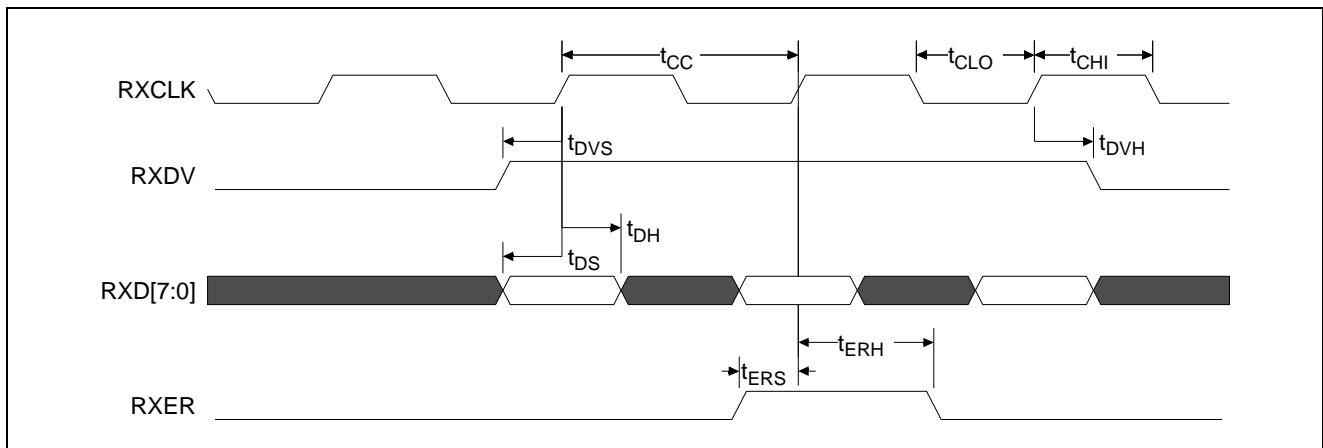 tCC
tCLO
tCHI
RXCLK
tDVS
tDVH
RXDV
tDH
tDS
RXD[7:0]
tERH
tERS
RXER